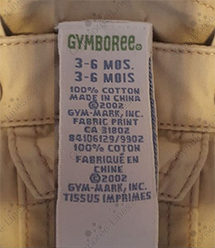 GYMBOREE®
3-6 MOS.
3-6 MOIS
100% COTTON
MADE IN CHINA
©2002
GYM-MARK, INC.
FABRIC PRINT
CA 31802
84106129/9902
100% COTON
FABRIQUÉ EN
CHINE
©2002
GYM-MARK, INC.
TISSUS IMPRIMES